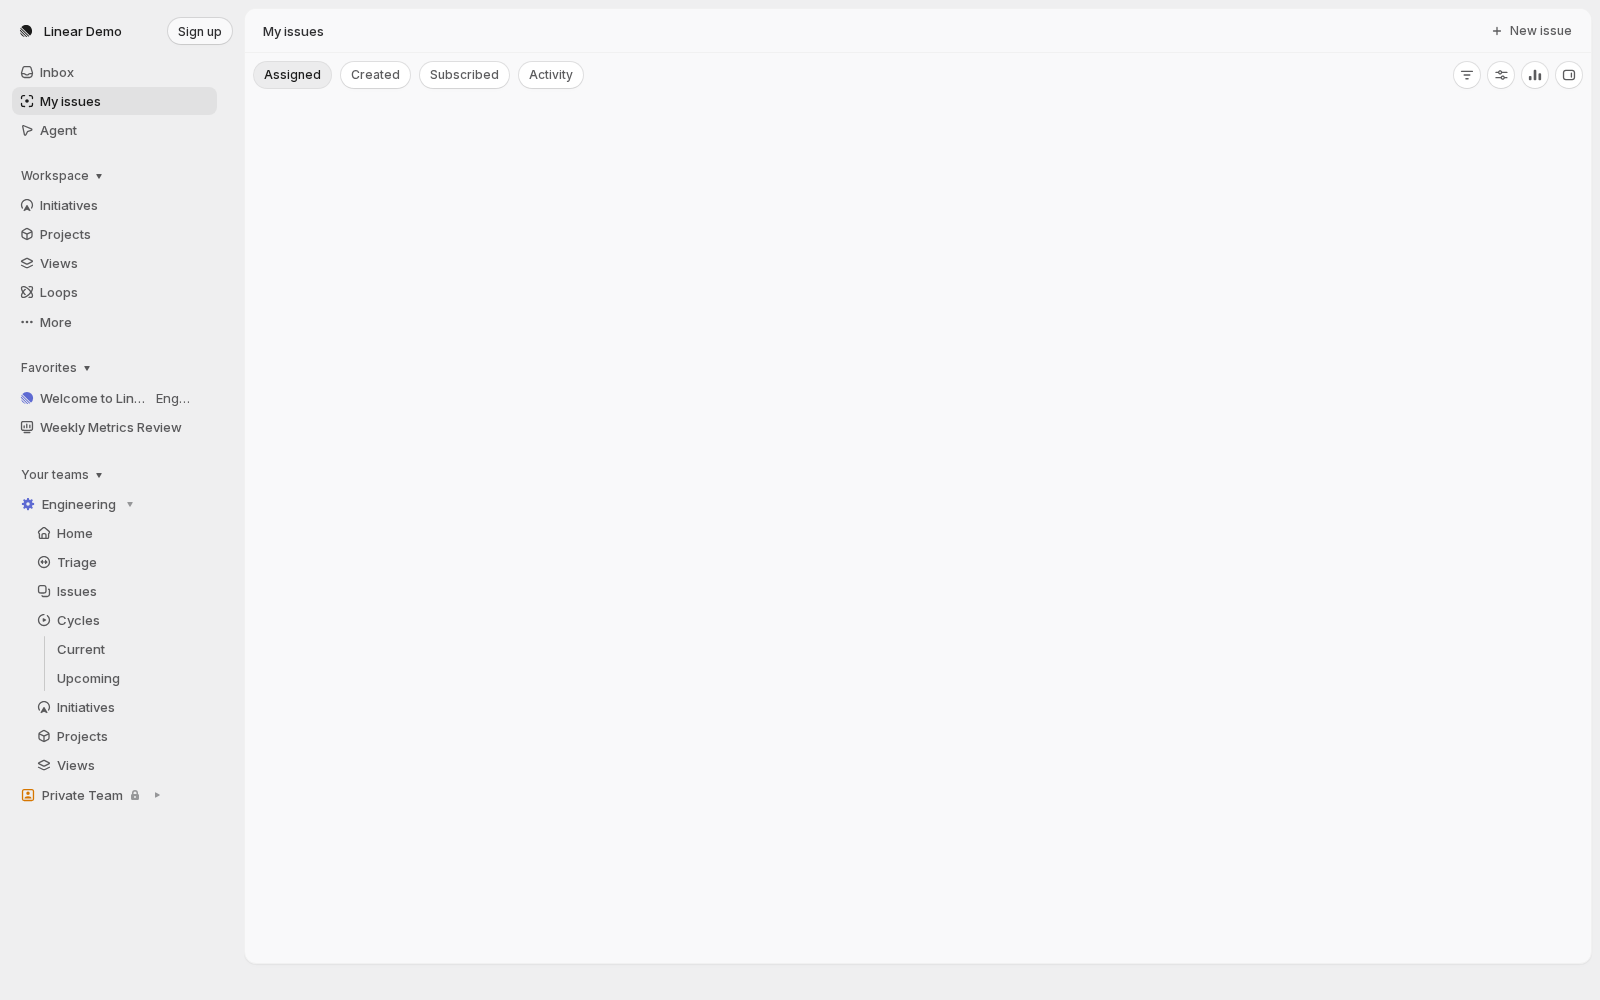 Linear Demo
Sign up
Inbox
My issues
Agent
Workspace
Initiatives
Projects
Views
Loops
More
Favorites
Welcome to Lin… Eng…
Weekly Metrics Review
Your teams
Engineering
Home
Triage
Issues
Cycles
Current
Upcoming
Initiatives
Projects
Views
Private Team
My issues
New issue
Assigned Created Subscribed Activity